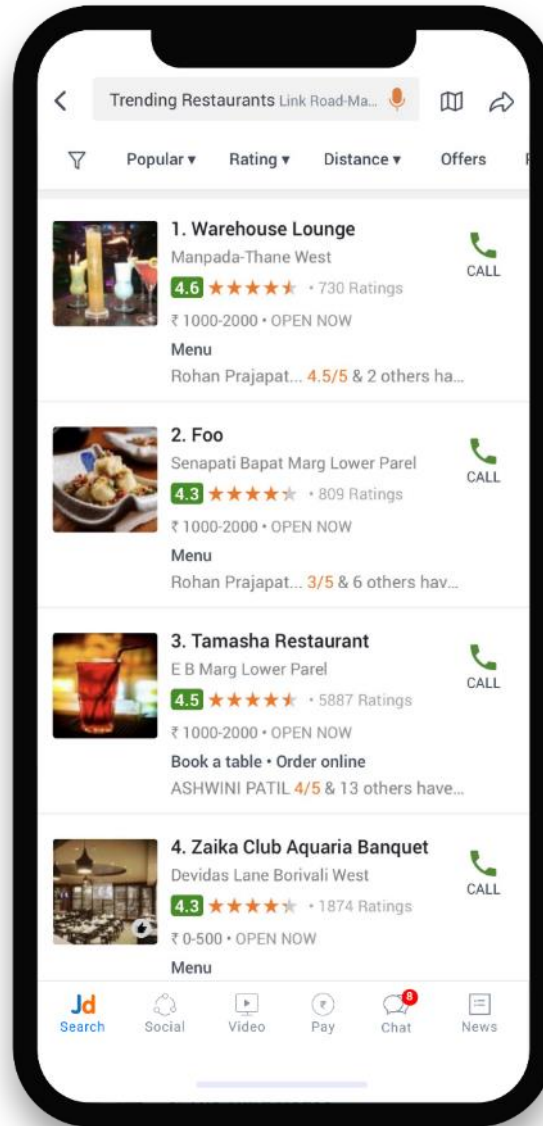 Trending Restaurants Link Road-Ma...
Popular ▾ Rating ▾ Distance ▾ Offers
1. Warehouse Lounge
Manpada-Thane West
CALL
4.6 ★★★★★ • 730 Ratings
₹ 1000-2000 • OPEN NOW
Menu
Rohan Prajapat... 4.5/5 & 2 others ha...
2. Foo
Senapati Bapat Marg Lower Parel
CALL
4.3 ★★★★★ • 809 Ratings
₹ 1000-2000 • OPEN NOW
Menu
Rohan Prajapat... 3/5 & 6 others hav...
3. Tamasha Restaurant
E B Marg Lower Parel
CALL
4.5 ★★★★★ • 5887 Ratings
₹ 1000-2000 • OPEN NOW
Book a table • Order online
ASHWINI PATIL 4/5 & 13 others have...
4. Zaika Club Aquaria Banquet
Devidas Lane Borivali West
CALL
4.3 ★★★★★ • 1874 Ratings
₹ 0-500 • OPEN NOW
Menu
Jd
8
Search Social Video Pay Chat News